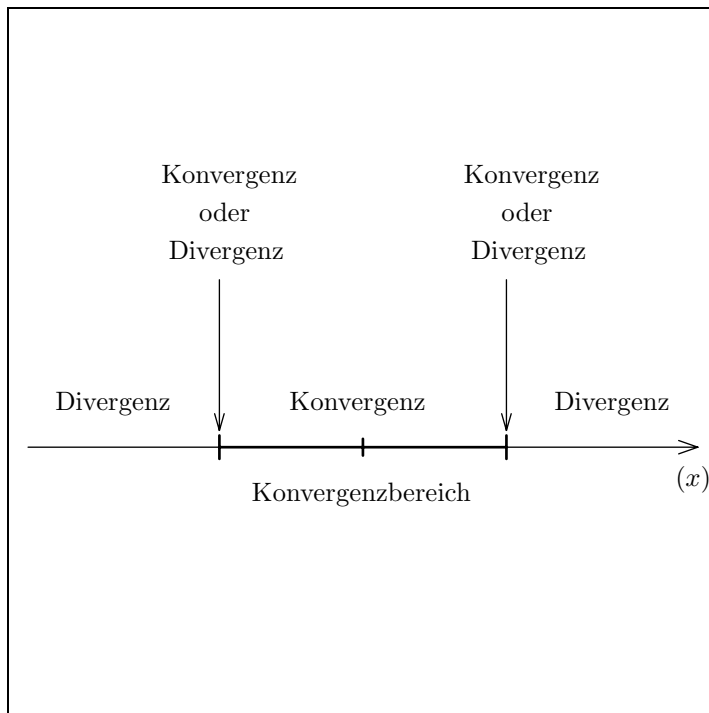 Konvergenz
oder
Divergenz
Konvergenz
oder
Divergenz
Divergenz
Konvergenz
Divergenz
(x)
Konvergenzbereich